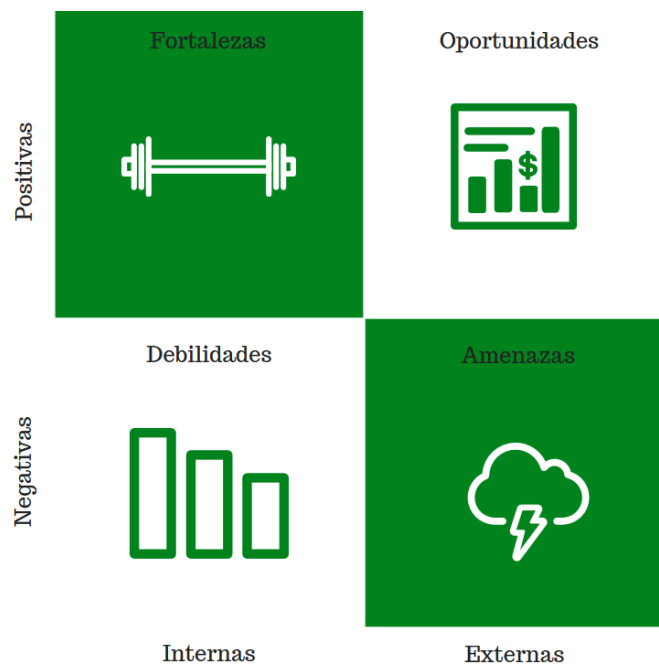 Fortalezas
Oportunidades
Positivas
$
Debilidades
Amenazas
Negativas
Internas
Externas